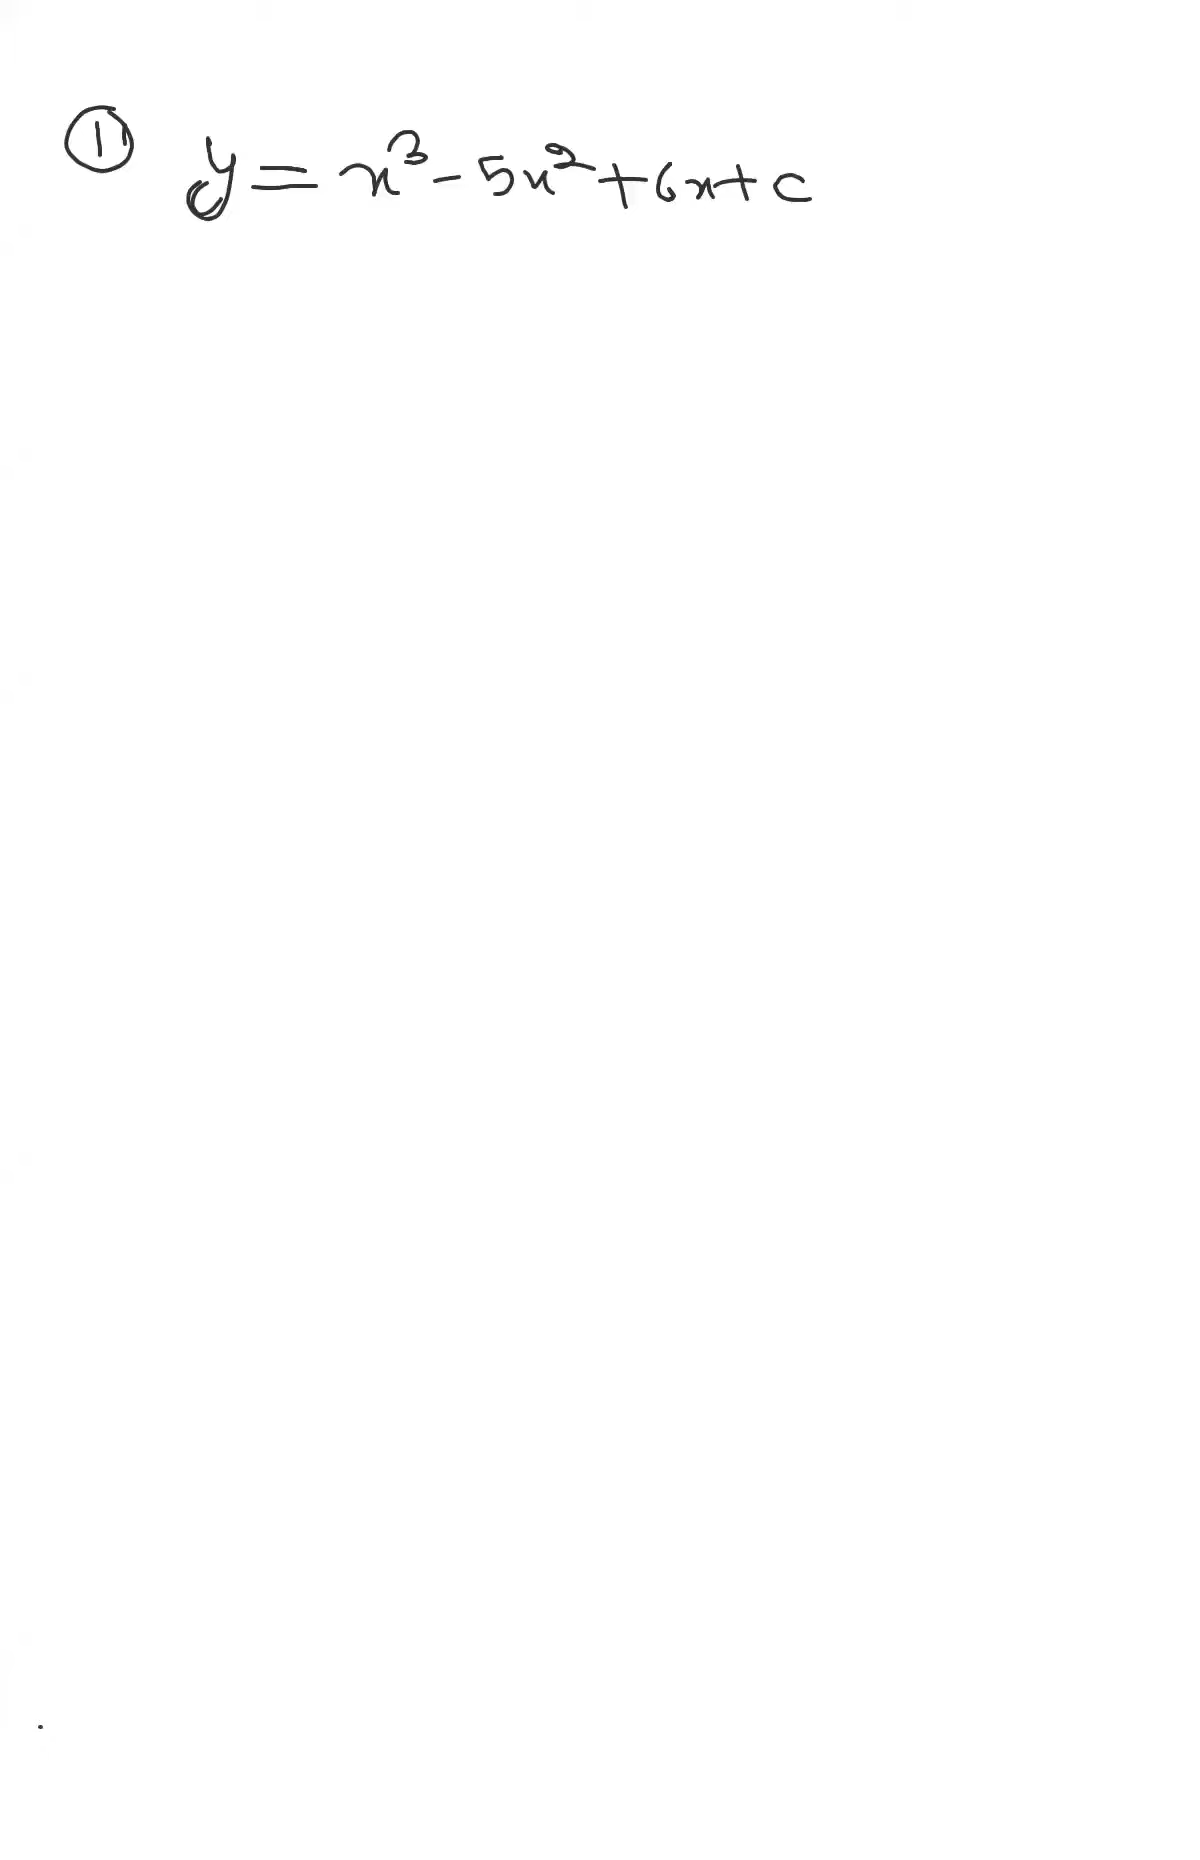 ① y = x³ - 5x² + 6x + c